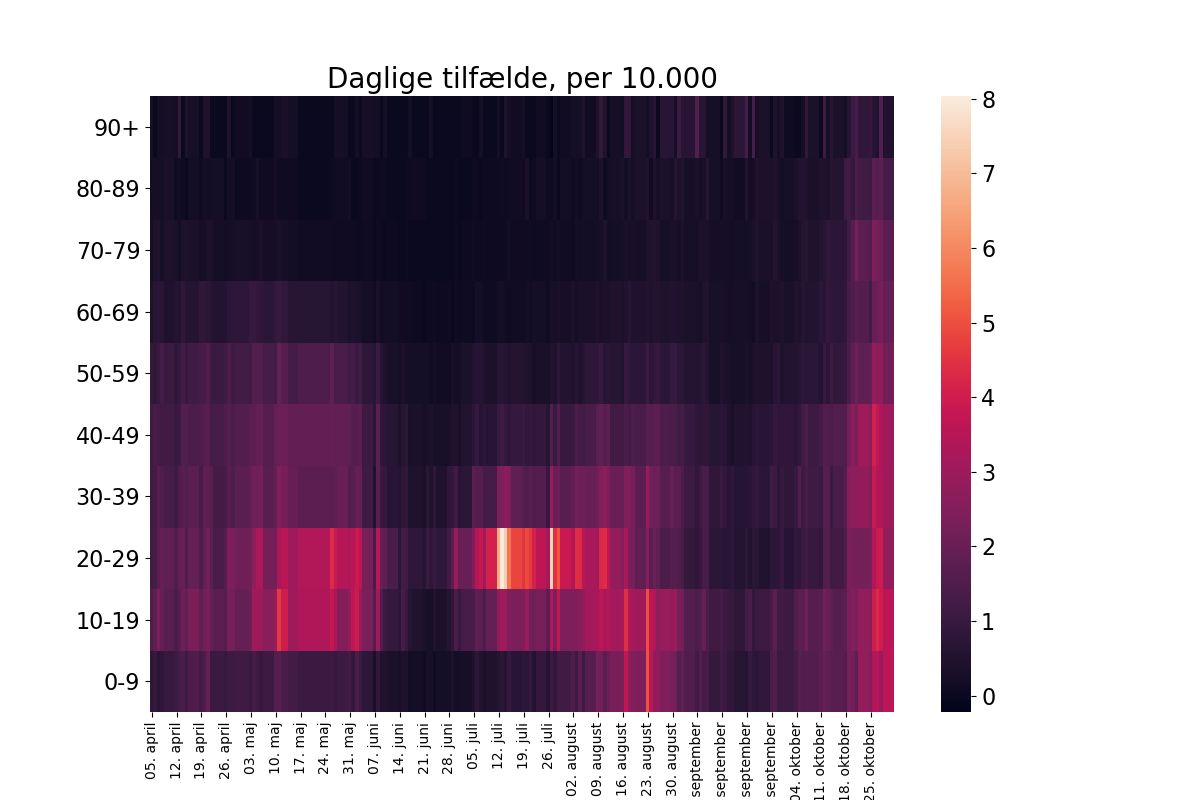 Daglige tilfælde, per 10.000
90+
80-89
70-79
60-69
50-59
40-49
30-39
20-29
10-19
0-9
8
7
6
5
4
3
2
1
0
05. april
12. april
19. april
26. april
03. maj
10. maj
17. maj
24. maj
31. maj
07. juni
14. juni
21. juni
28. juni
05. juli
12. juli
19. juli
26. juli
02. august
09. august
16. august
23. august
30. august
september
september
september
september
04. oktober
11. oktober
18. oktober
25. oktober